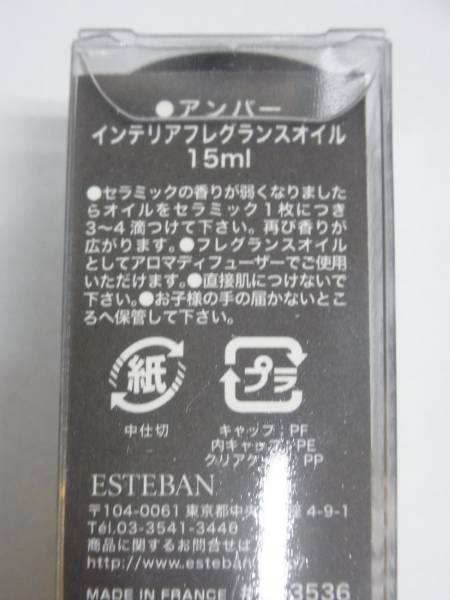 ●アンバー
インテリアフレグランスオイル
15ml
●セラミックの香りが弱くなりました
らオイルをセラミック1枚につき
3〜4滴つけて下さい。再び香りが
広がります。●フレグランスオイル
としてアロマディフューザーでご使用
いただけます。●直接肌につけないで
下さい。●お子様の手の届かないとこ
ろへ保管して下さい。
紙 プラ
中仕切
キャップ:PF
内キャップ:PE
クリアケース:PP
ESTEBAN
〒104-0061 東京都中央 4-9-1
Tél.03-3541-3440
商品に関するお問合せは
http://www.esteban
MADE IN FRANCE 3536